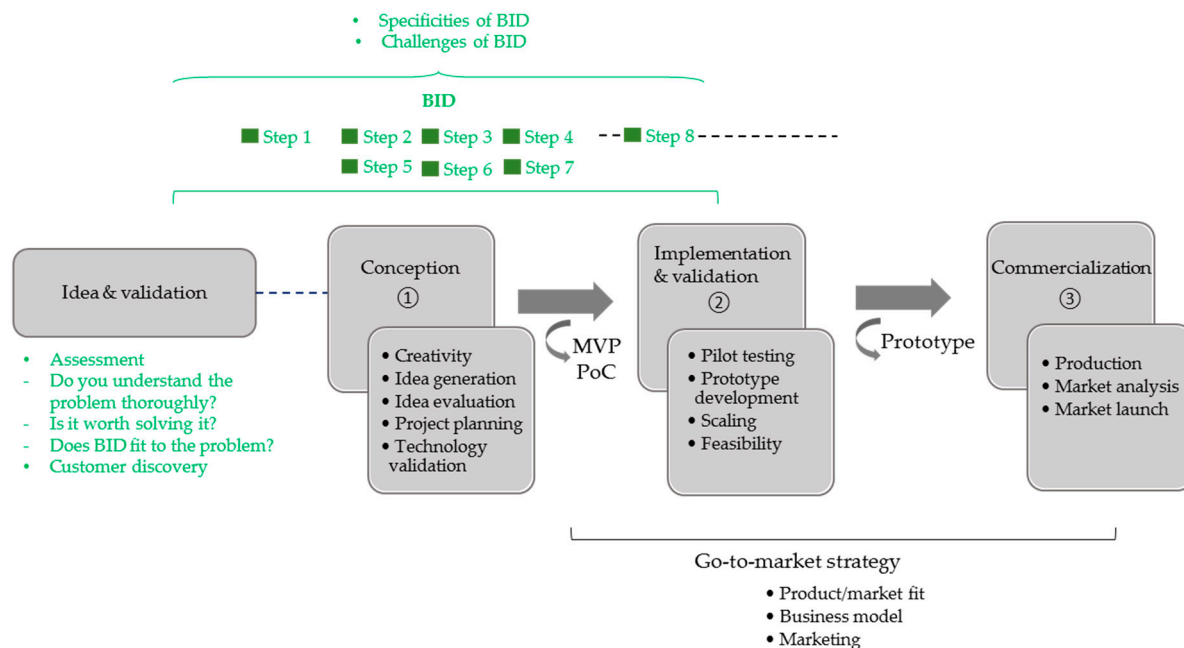 • Specificities of BID
• Challenges of BID
BID
Step 1
Step 2
Step 3
Step 4
Step 8
Step 5
Step 6
Step 7
Idea & validation
• Assessment
- Do you understand the
problem thoroughly?
- Is it worth solving it?
- Does BID fit to the problem?
• Customer discovery
Conception
①
• Creativity
• Idea generation
• Idea evaluation
• Project planning
• Technology
validation
MVP
PoC
Implementation
& validation
②
• Pilot testing
• Prototype
development
• Scaling
• Feasibility
Prototype
Commercialization
③
• Production
• Market analysis
• Market launch
Go-to-market strategy
• Product/market fit
• Business model
• Marketing